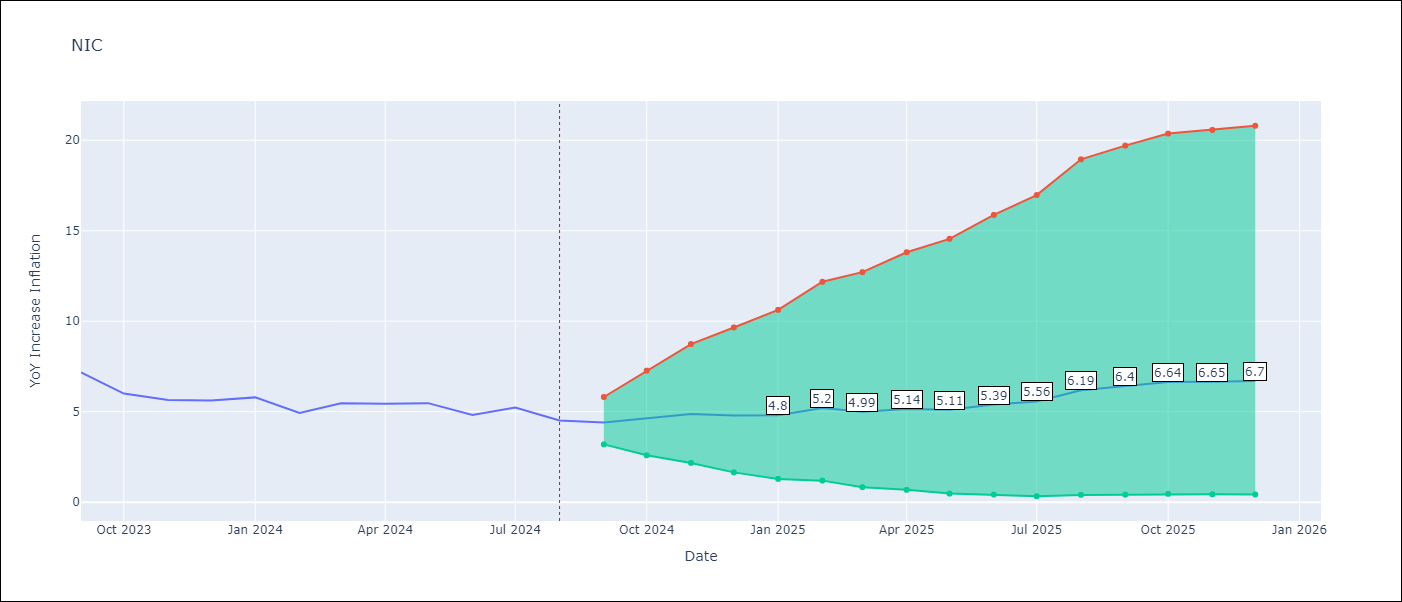 NIC
YoY Increase Inflation
20
15
10
5
0
4.8
5.2
4.99
5.14
5.11
5.39
5.56
6.19
6.4
6.64
6.65
6.7
Oct 2023
Jan 2024
Apr 2024
Jul 2024
Oct 2024
Jan 2025
Apr 2025
Jul 2025
Oct 2025
Jan 2026
Date